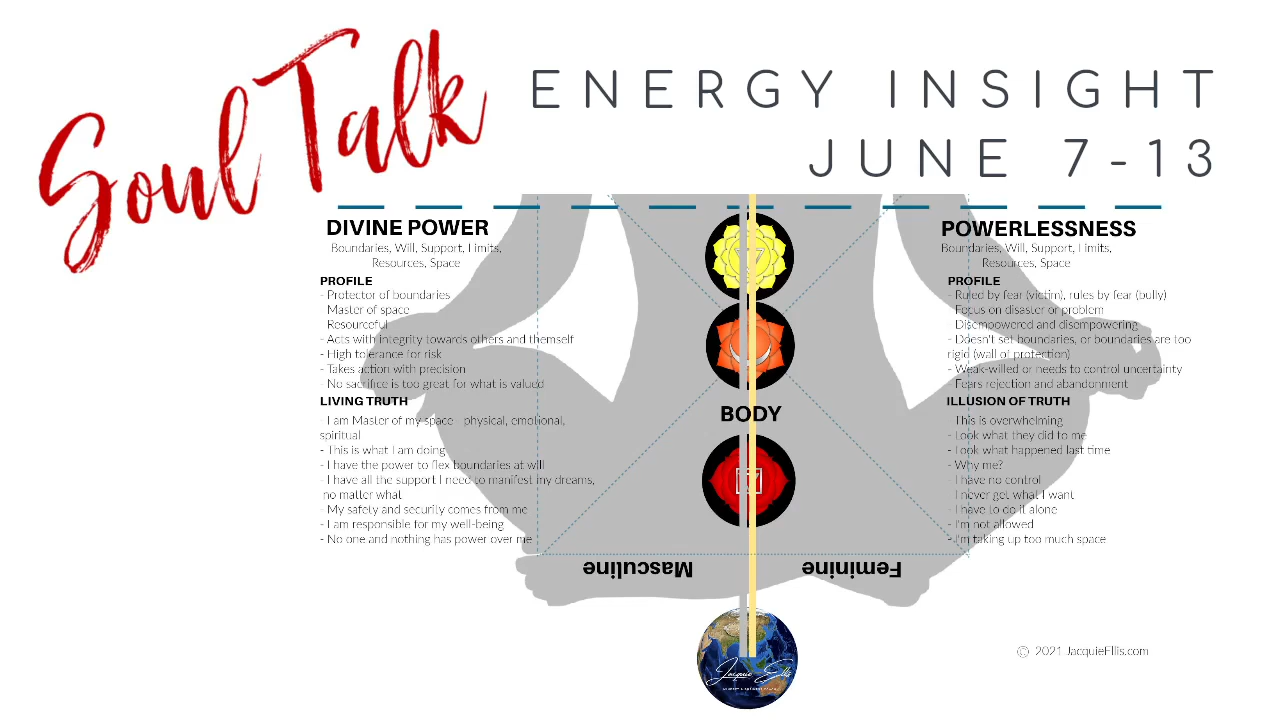 Soul Talk
ENERGY INSIGHT
JUNE 7-13
DIVINE POWER
Boundaries, Will, Support, Limits,
Resources, Space
PROFILE
- Protector of boundaries
- Master of space
- Resourceful
- Acts with integrity towards others and themself
- High tolerance for risk
- Takes action with precision
- No sacrifice is too great for what is valued
LIVING TRUTH
- I am Master of my space - physical, emotional,
spiritual
- This is what I am doing
- I have the power to flex boundaries at will
- I have all the support I need to manifest my dreams,
no matter what
- My safety and security comes from me
- I am responsible for my well-being
- No one and nothing has power over me
BODY
POWERLESSNESS
Boundaries, Will, Support, Limits,
Resources, Space
PROFILE
- Ruled by fear (victim), rules by fear (bully)
- Focus on disaster or problem
- Disempowered and disempowering
- Doesn't set boundaries, or boundaries are too
rigid (wall of protection)
- Weak-willed or needs to control uncertainty
- Fears rejection and abandonment
ILLUSION OF TRUTH
- This is overwhelming
- Look what they did to me
- Look what happened last time
- Why me?
- I have no control
- I never get what I want
- I have to do it alone
- I'm not allowed
- I'm taking up too much space
Masculine
Feminine
Jacquie Ellis
© 2021 JacquieEllis.com